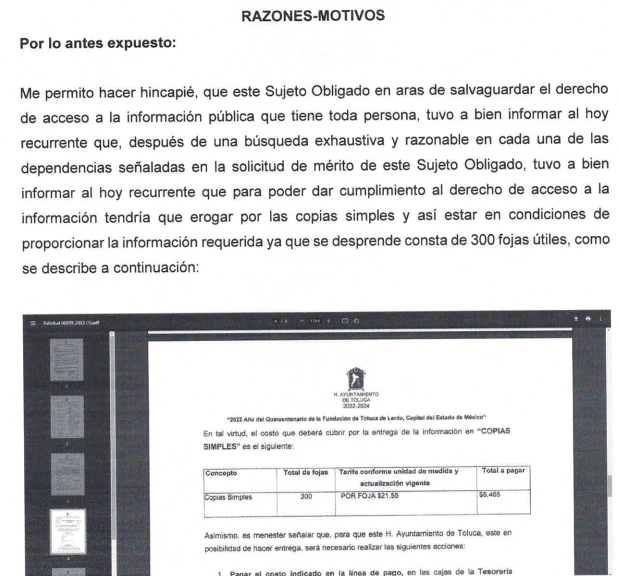 RAZONES-MOTIVOS
Por lo antes expuesto:
Me permito hacer hincapié, que este Sujeto Obligado en aras de salvaguardar el derecho
de acceso a la información pública que tiene toda persona, tuvo a bien informar al hoy
recurrente que, después de una búsqueda exhaustiva y razonable en cada una de las
dependencias señaladas en la solicitud de mérito de este Sujeto Obligado, tuvo a bien
informar al hoy recurrente que para poder dar cumplimiento al derecho de acceso a la
información tendría que erogar por las copias simples y así estar en condiciones de
proporcionar la información requerida ya que se desprende consta de 300 fojas útiles, como
se describe a continuación:
H. AYUNTAMIENTO
DE TOLUCA
2022-2024
"2022 Año del Quincentenario de la Fundación de Toluca de Lerdo, Capital del Estado de México"
En tal virtud, el costo que deberá cubrir por la entrega de la información en "COPIAS
SIMPLES" es el siguiente:
Concepto Total de fojas Tarifa conforme unidad de medida y Total a pagar
actualización vigente
Copias Simples 300 POR FOJA $21.55 $6,465
Asimismo, es menester señalar que, para que este H. Ayuntamiento de Toluca, este en
posibilidad de hacer entrega, será necesario realizar las siguientes acciones:
1. Pagar el costo indicado en la línea de pago, en las cajas de la Tesorería